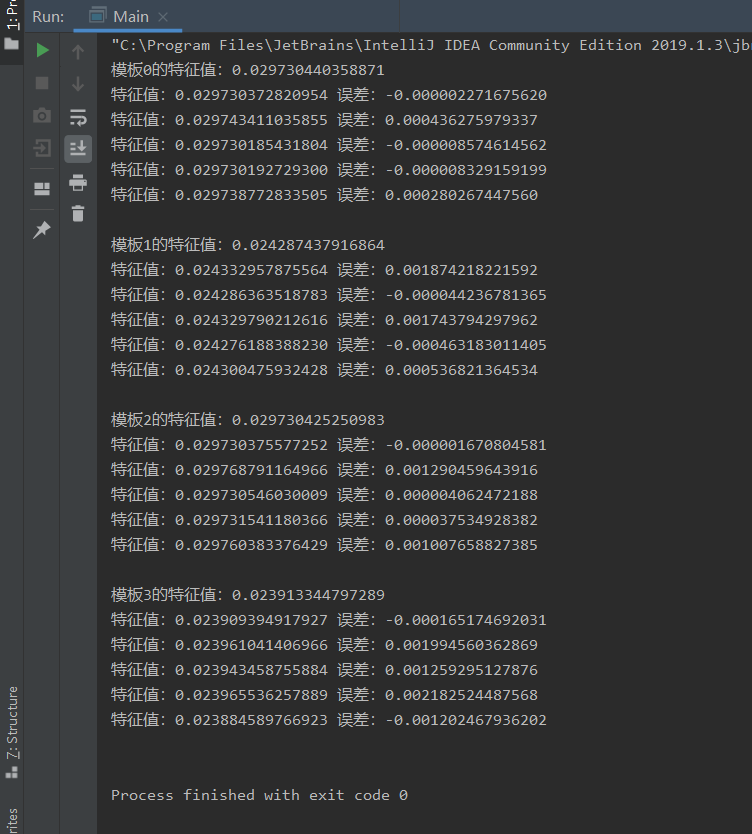 Run: Main
1: Pr
"C:\Program Files\JetBrains\IntelliJ IDEA Community Edition 2019.1.3\jb
模板0的特征值: 0.029730440358871
特征值: 0.029730372820954 误差: -0.000002271675620
特征值: 0.029743411035855 误差: 0.000436275979337
特征值: 0.029730185431804 误差: -0.000008574614562
特征值: 0.029730192729300 误差: -0.000008329159199
特征值: 0.029738772833505 误差: 0.000280267447560
模板1的特征值: 0.024287437916864
特征值: 0.024332957875564 误差: 0.001874218221592
特征值: 0.024286363518783 误差: -0.000044236781365
特征值: 0.024329790212616 误差: 0.001743794297962
特征值: 0.024276188388230 误差: -0.000463183011405
特征值: 0.024300475932428 误差: 0.000536821364534
模板2的特征值: 0.029730425250983
特征值: 0.029730375577252 误差: -0.000001670804581
特征值: 0.029768791164966 误差: 0.001290459643916
特征值: 0.029730546030009 误差: 0.000004062472188
特征值: 0.029731541180366 误差: 0.000037534928382
特征值: 0.029760383376429 误差: 0.001007658827385
模板3的特征值: 0.023913344797289
特征值: 0.023909394917927 误差: -0.000165174692031
特征值: 0.023961041406966 误差: 0.001994560362869
特征值: 0.023943458755884 误差: 0.001259295127876
特征值: 0.023965536257889 误差: 0.002182524487568
特征值: 0.023884589766923 误差: -0.001202467936202
Process finished with exit code 0
7: Structure
rites